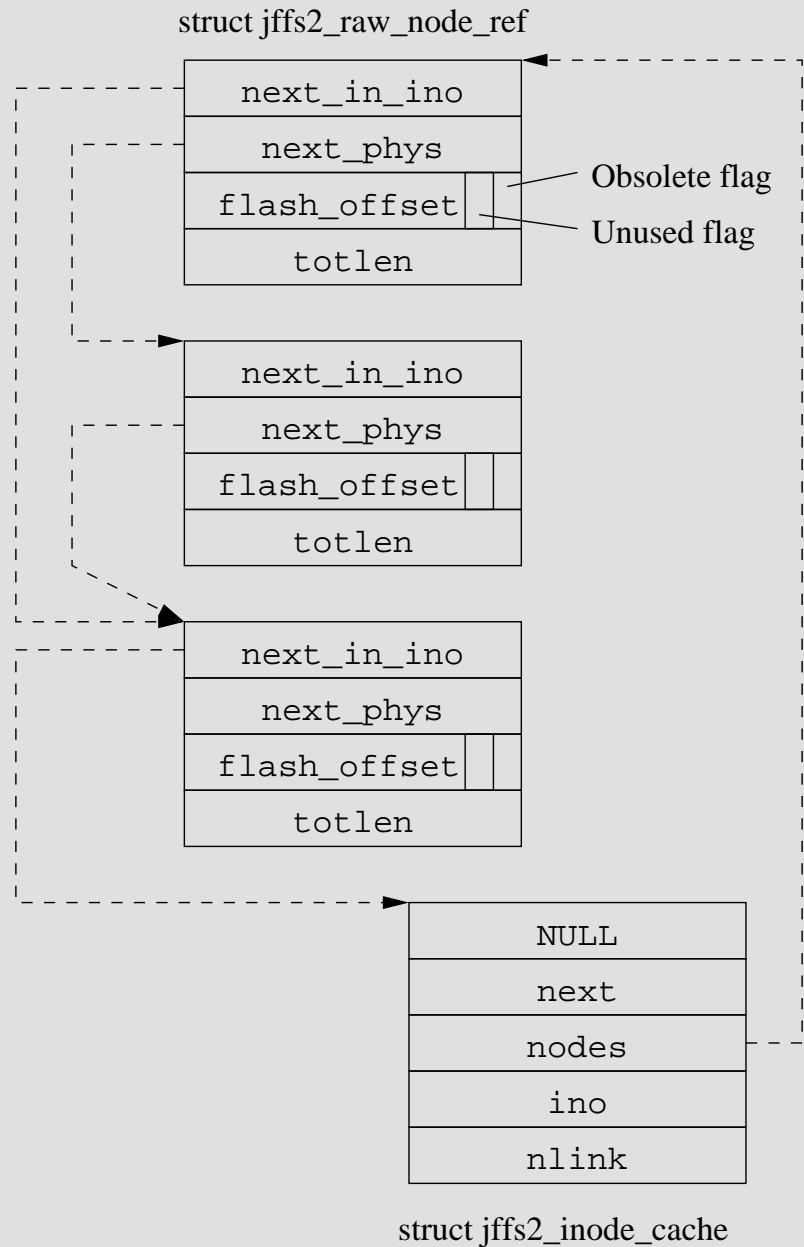 struct jffs2_raw_node_ref
next_in_ino
next_phys
flash_offset
Obsolete flag
Unused flag
totlen
next_in_ino
next_phys
flash_offset
totlen
next_in_ino
next_phys
flash_offset
totlen
NULL
next
nodes
ino
nlink
struct jffs2_inode_cache